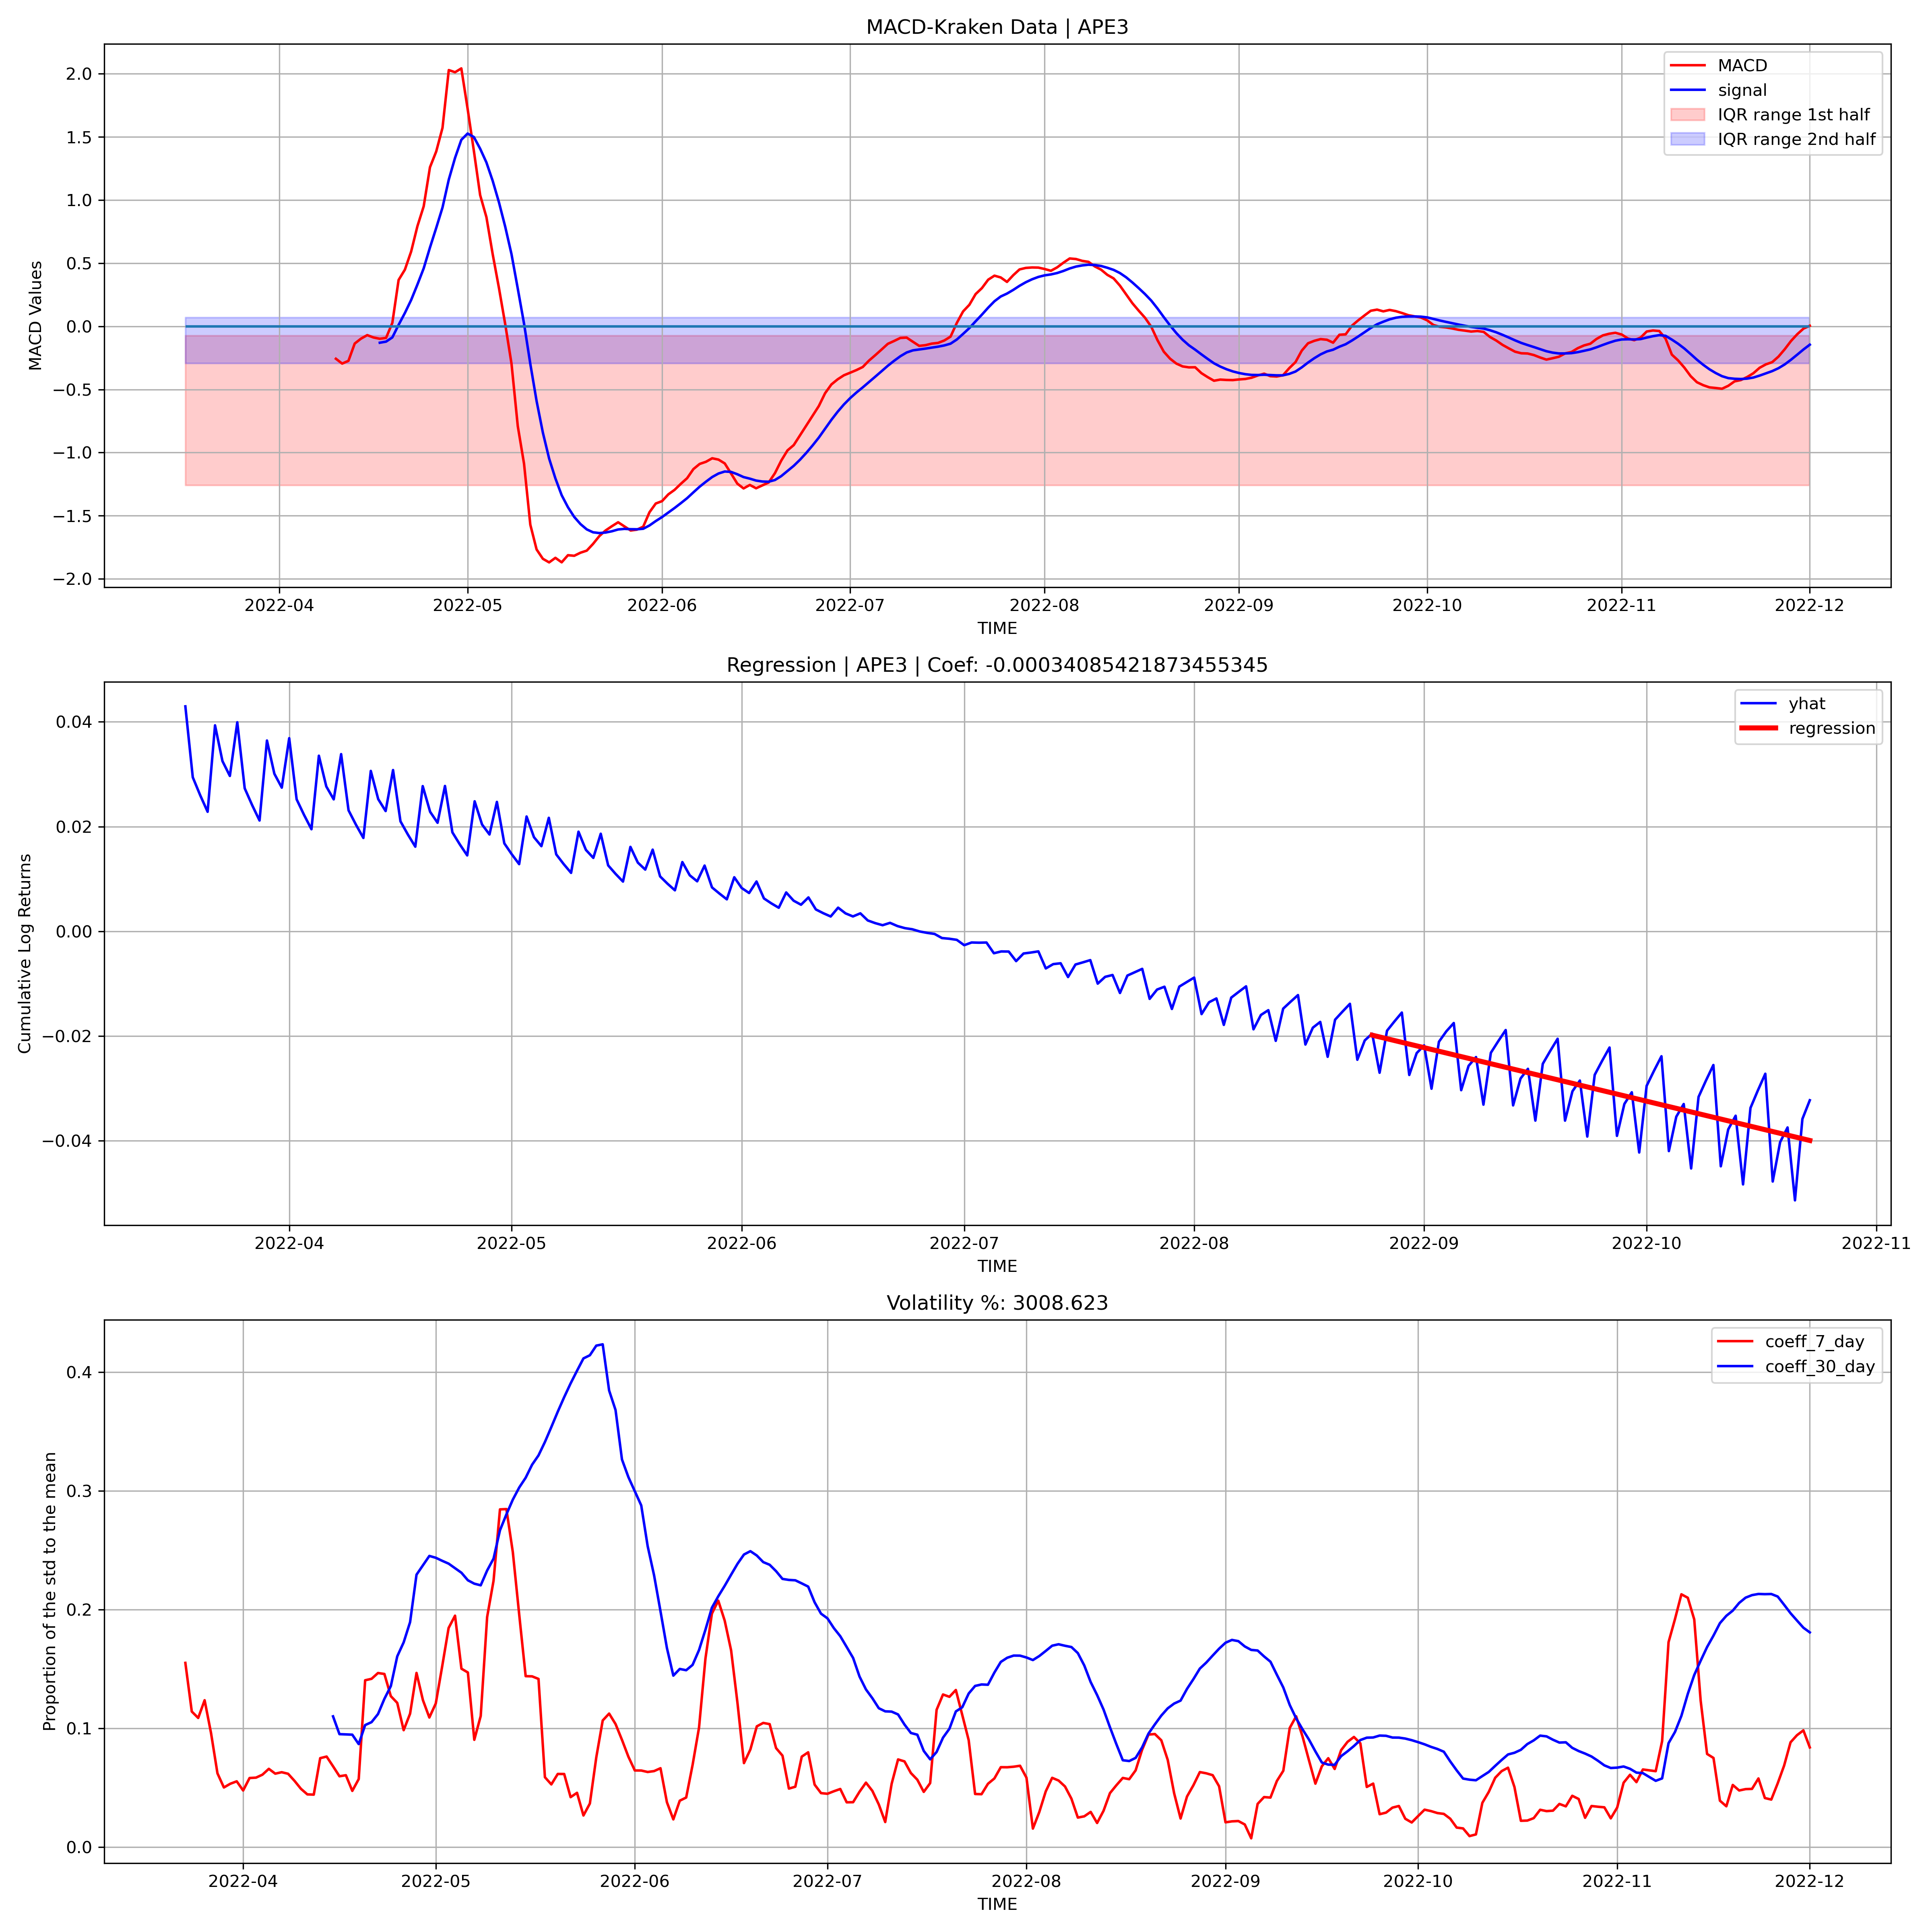 MACD-Kraken Data | APE3
MACD Values
2.0
1.5
1.0
0.5
0.0
−0.5
−1.0
−1.5
−2.0
MACD
signal
IQR range 1st half
IQR range 2nd half
2022-04 2022-05 2022-06 2022-07 2022-08 2022-09 2022-10 2022-11 2022-12
TIME
Regression | APE3 | Coef: -0.00034085421873455345
Cumulative Log Returns
0.04
0.02
0.00
−0.02
−0.04
yhat
regression
2022-04 2022-05 2022-06 2022-07 2022-08 2022-09 2022-10 2022-11
TIME
Volatility %: 3008.623
Proportion of the std to the mean
0.4
0.3
0.2
0.1
0.0
coeff_7_day
coeff_30_day
2022-04 2022-05 2022-06 2022-07 2022-08 2022-09 2022-10 2022-11 2022-12
TIME